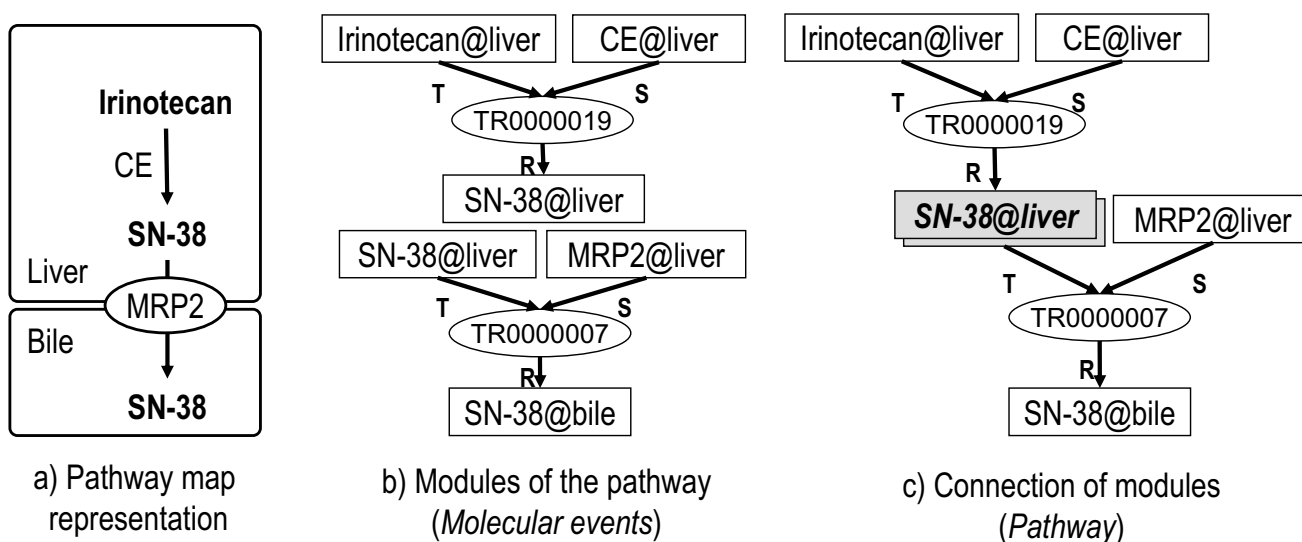 Irinotecan
CE
SN-38
Liver
MRP2
Bile
SN-38
a) Pathway map
representation
Irinotecan@liver
CE@liver
T
S
TR0000019
R
SN-38@liver
SN-38@liver
MRP2@liver
T
S
TR0000007
R
SN-38@bile
b) Modules of the pathway
(Molecular events)
Irinotecan@liver
CE@liver
T
S
TR0000019
R
SN-38@liver
MRP2@liver
T
S
TR0000007
R
SN-38@bile
c) Connection of modules
(Pathway)